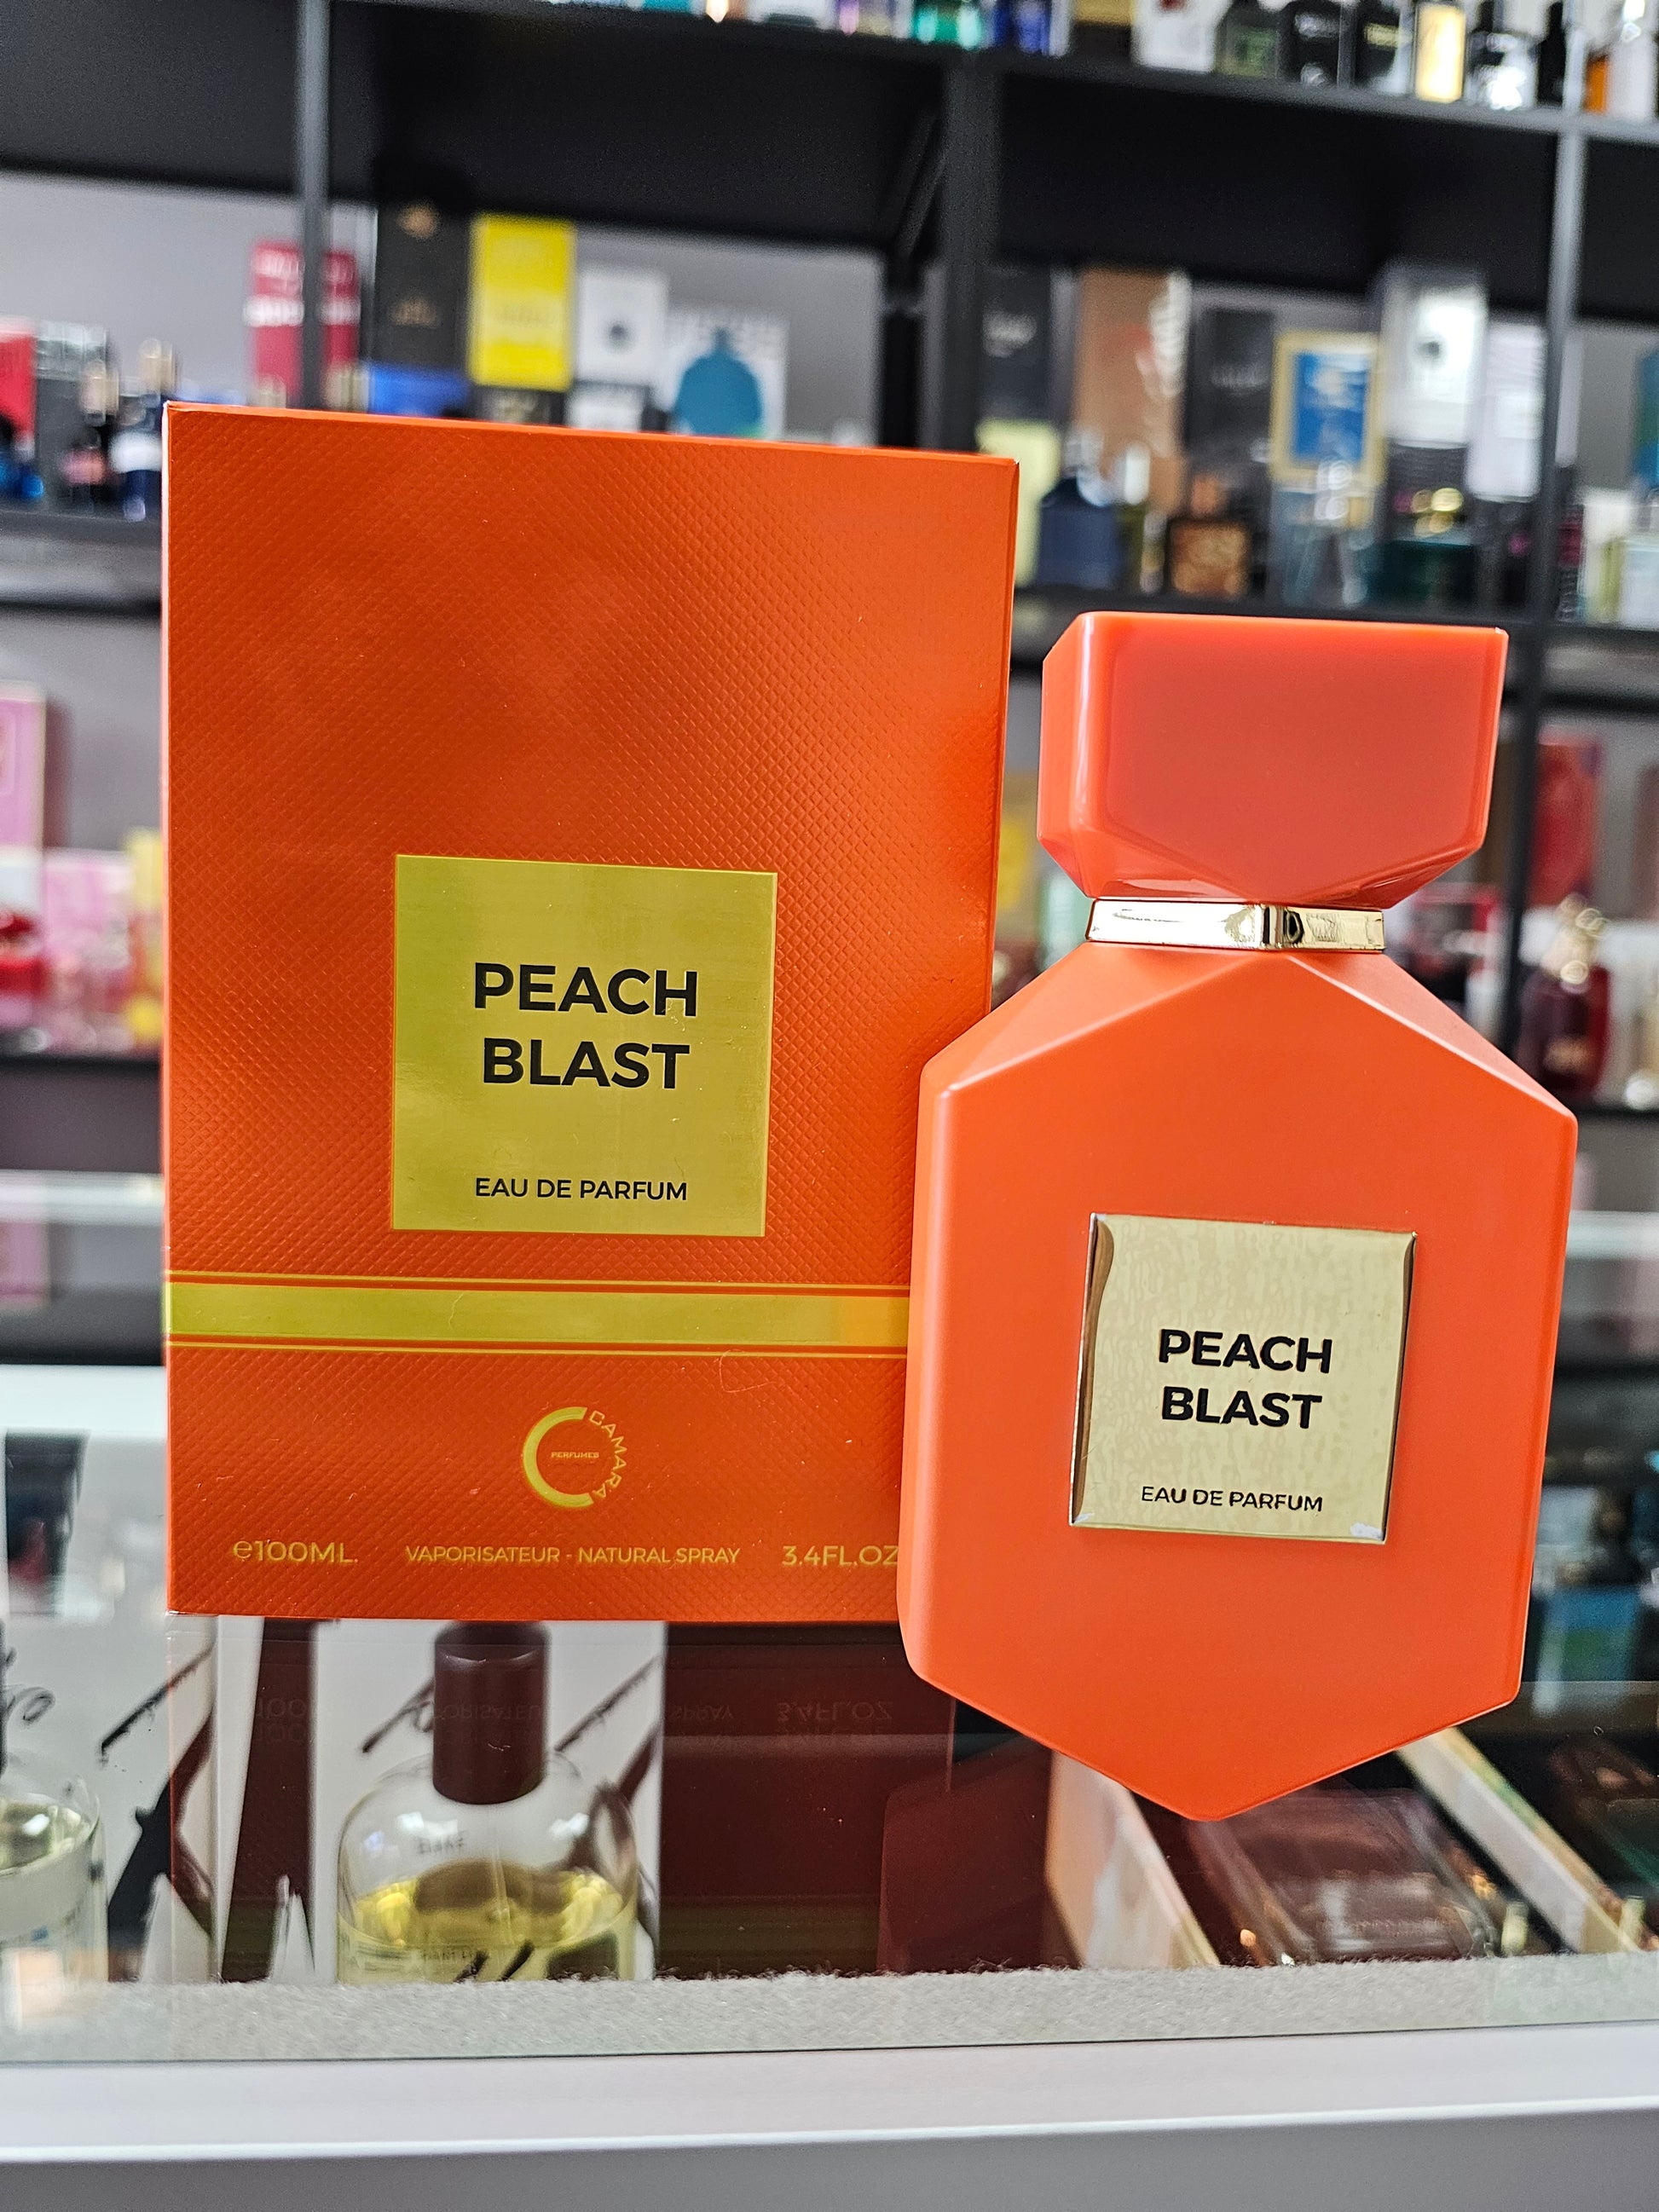 PEACH
BLAST
EAU DE PARFUM
CAMARA
PERFUMES
e100ML.
VAPORISATEUR - NATURAL SPRAY
3.4FL.OZ
PEACH
BLAST
EAU DE PARFUM